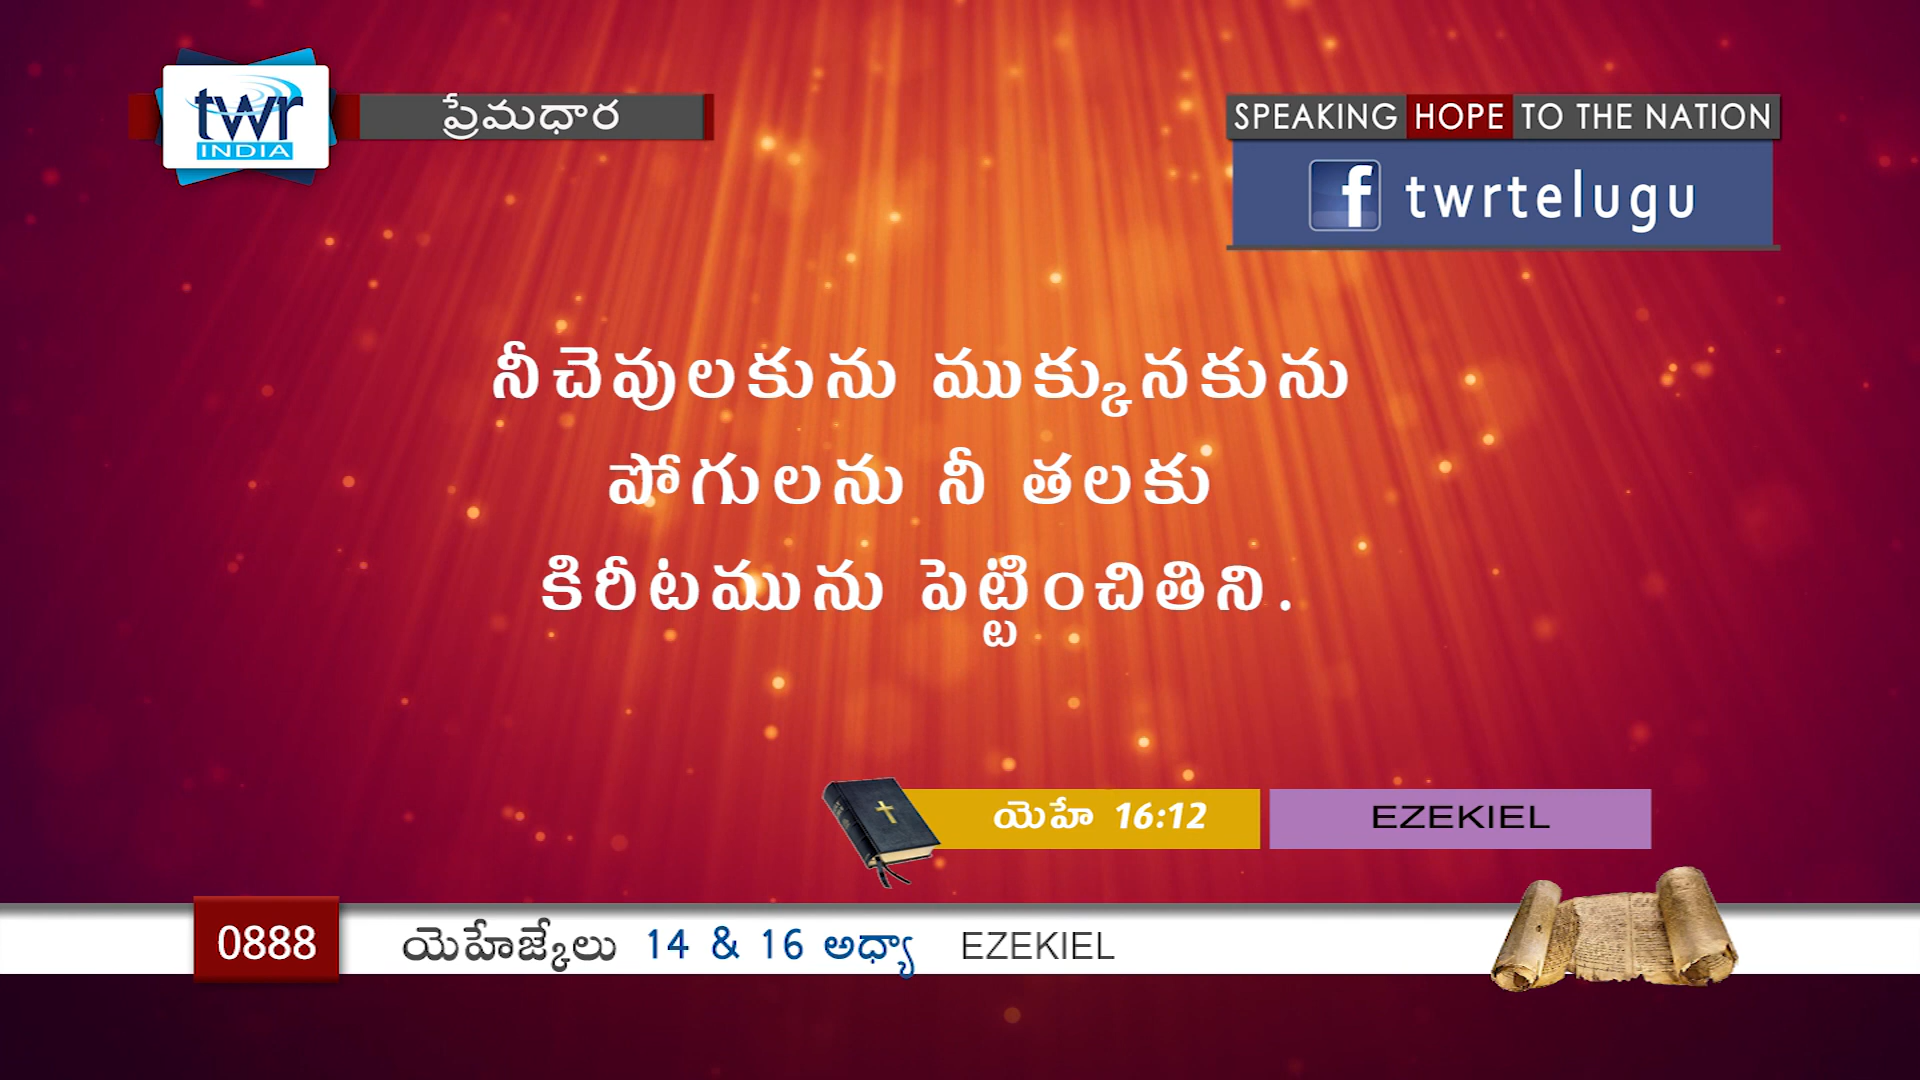 twr
INDIA
ప్రేమధార
SPEAKING HOPE TO THE NATION
f twrtelugu
నీచెవులకును ముక్కునకును
పోగులను నీ తలకు
కిరీటమును పెట్టించితిని.
యెహే 16:12
EZEKIEL
0888
యెహేజ్కేలు 14 & 16 అధ్యా EZEKIEL